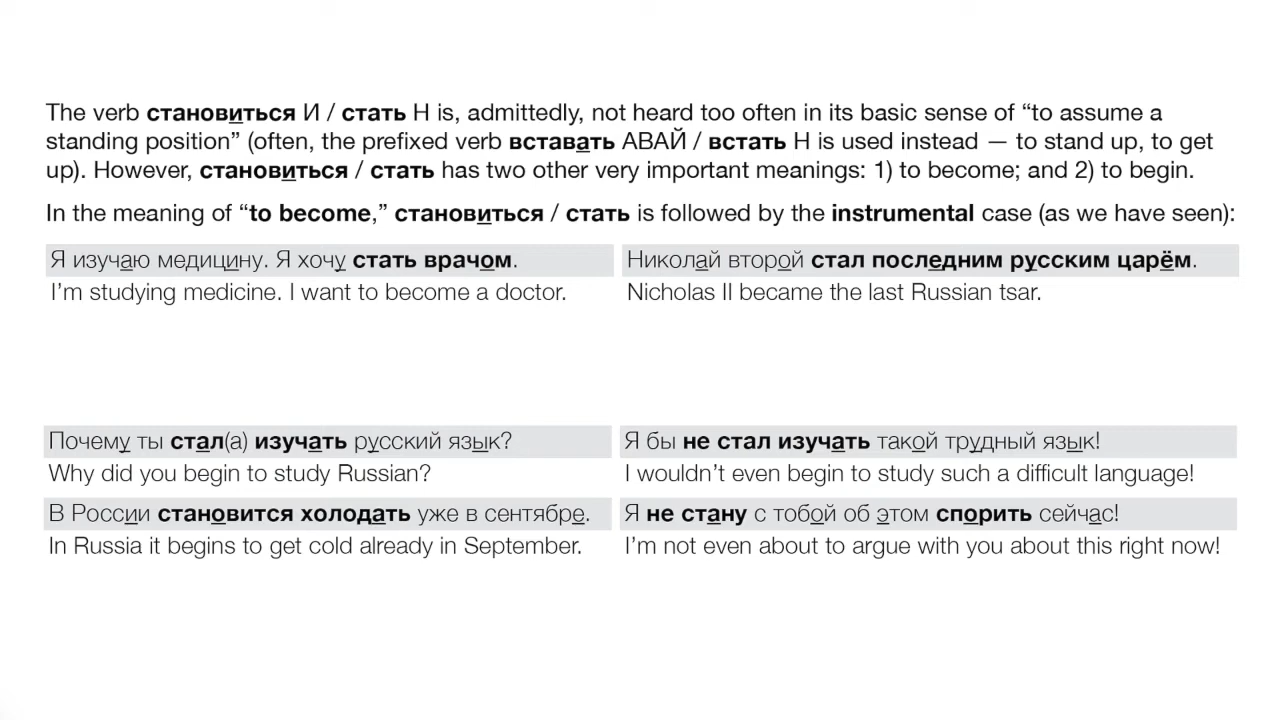 The verb становиться И / стать Н is, admittedly, not heard too often in its basic sense of “to assume a
standing position” (often, the prefixed verb вставать АВАЙ / встать Н is used instead — to stand up, to get
up). However, становиться / стать has two other very important meanings: 1) to become; and 2) to begin.
In the meaning of “to become,” становиться / стать is followed by the instrumental case (as we have seen):
Я изучаю медицину. Я хочу стать врачом.
I’m studying medicine. I want to become a doctor.
Николай второй стал последним русским царём.
Nicholas II became the last Russian tsar.
Почему ты стал(а) изучать русский язык?
Why did you begin to study Russian?
Я бы не стал изучать такой трудный язык!
I wouldn’t even begin to study such a difficult language!
В России становится холодать уже в сентябре.
In Russia it begins to get cold already in September.
Я не стану с тобой об этом спорить сейчас!
I’m not even about to argue with you about this right now!